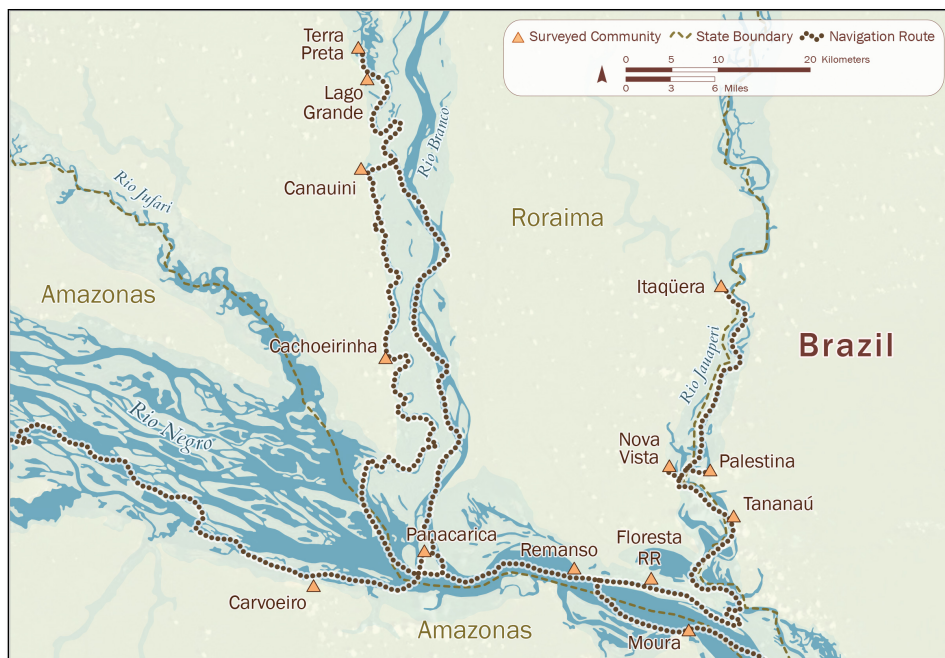 Terra
Preta
Surveyed Community
State Boundary
Navigation Route
0 5 10 20 Kilometers
0 3 6 Miles
Lago
Grande
Rio Branco
Canauini
Rio Jufari
Roraima
Amazonas
Itaqüera
Brazil
Cachoeirinha
Rio Jauaperi
Rio Negro
Nova
Vista
Palestina
Tananaú
Panacarica
Remanso
Floresta
RR
Carvoeiro
Amazonas
Moura